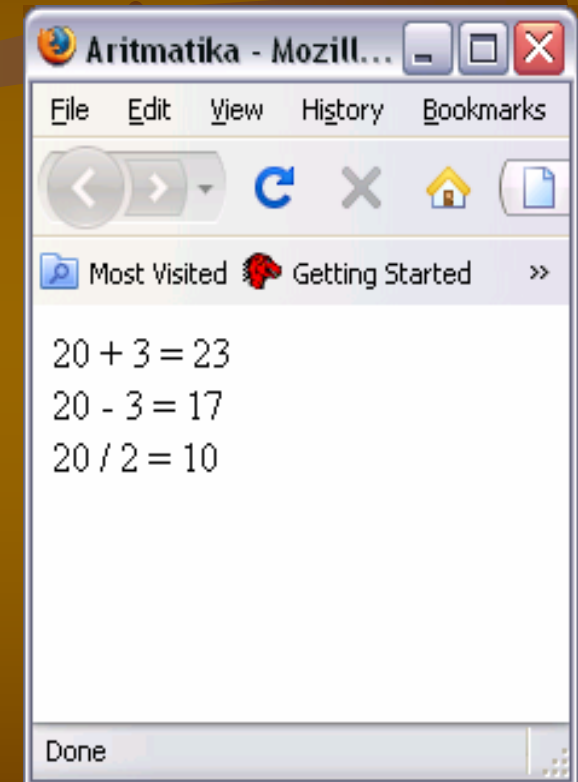 Aritmatika - Mozill...
File Edit View History Bookmarks
Most Visited Getting Started »
20 + 3 = 23
20 - 3 = 17
20 / 2 = 10
Done